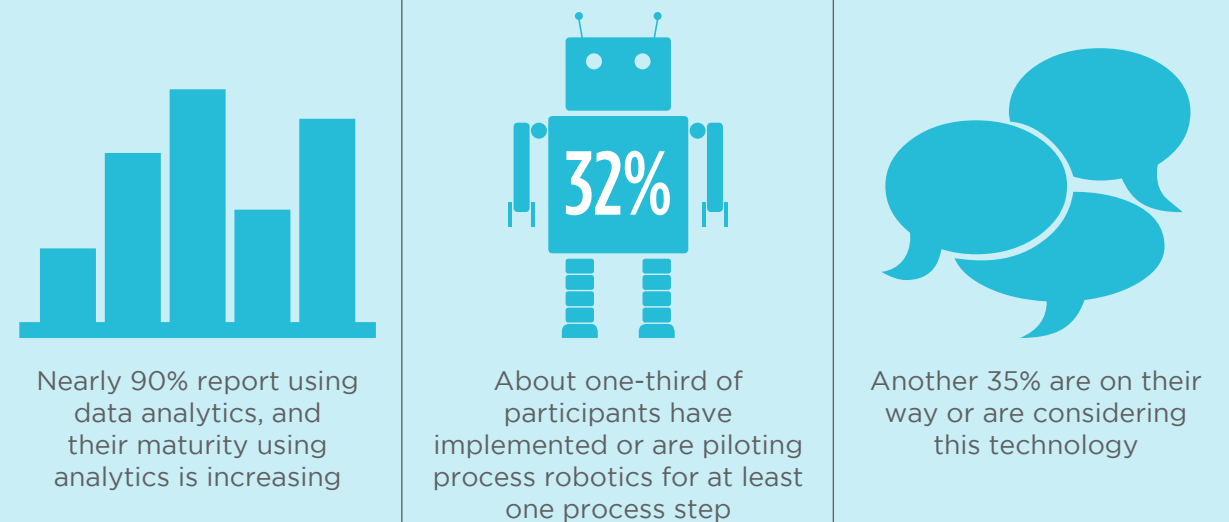 32%
Nearly 90% report using
data analytics, and
their maturity using
analytics is increasing
About one-third of
participants have
implemented or are piloting
process robotics for at least
one process step
Another 35% are on their
way or are considering
this technology